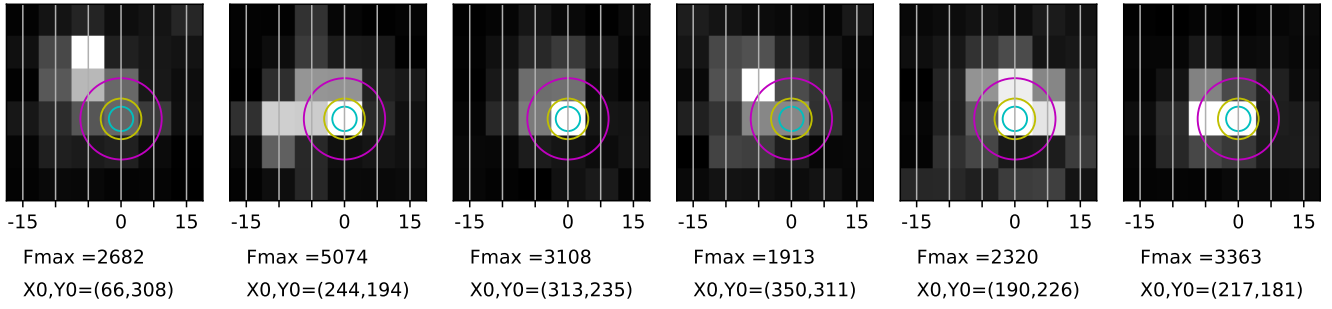 -15 0 15 -15 0 15 -15 0 15 -15 0 15 -15 0 15 -15 0 15
Fmax =2682 Fmax =5074 Fmax =3108 Fmax =1913 Fmax =2320 Fmax =3363
X0,Y0=(66,308) X0,Y0=(244,194) X0,Y0=(313,235) X0,Y0=(350,311) X0,Y0=(190,226) X0,Y0=(217,181)